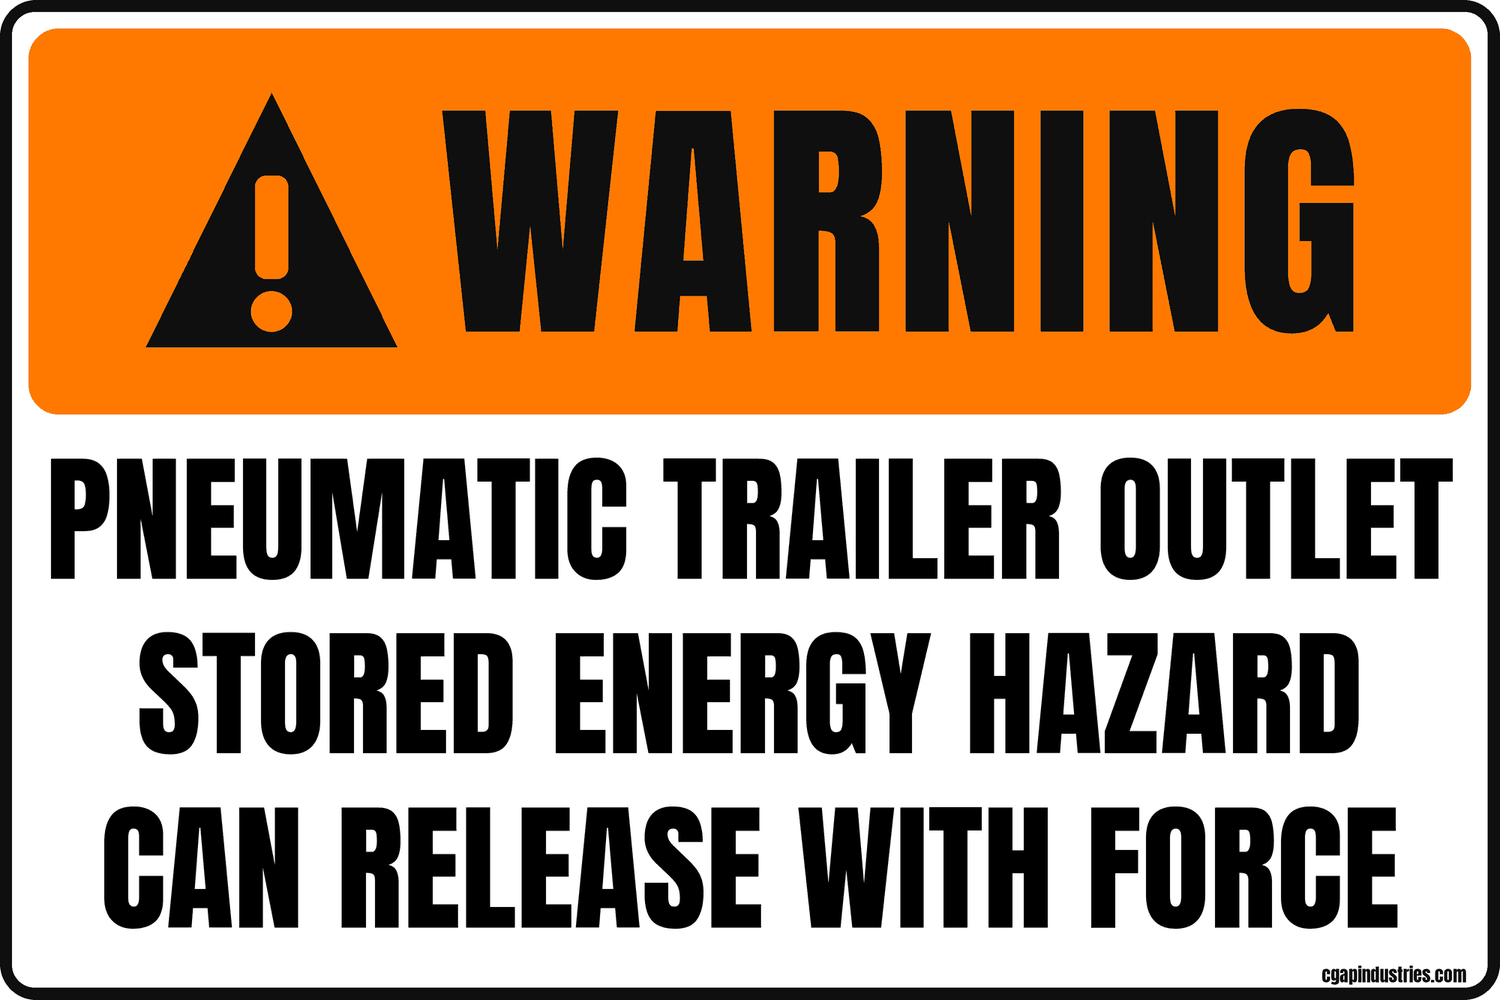 WARNING
PNEUMATIC TRAILER OUTLET
STORED ENERGY HAZARD
CAN RELEASE WITH FORCE
cgapindustries.com